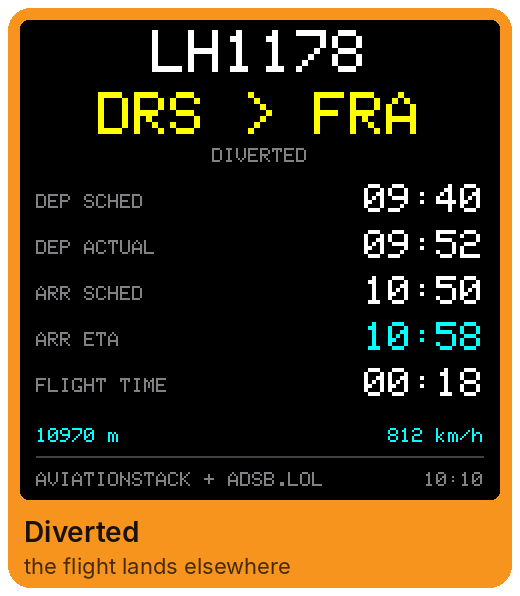 LH1178
DRS > FRA
DIVERTED
DEP SCHED 09:40
DEP ACTUAL 09:52
ARR SCHED 10:50
ARR ETA 10:58
FLIGHT TIME 00:18
10970 m 812 km/h
AVIATIONSTACK + ADSB.LOL 10:10
Diverted
the flight lands elsewhere